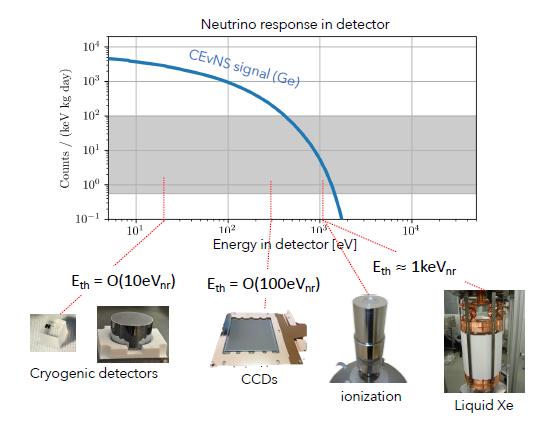 Neutrino response in detector
10⁴
10³
10²
10¹
10⁰
10⁻¹
Counts / (keV kg day)
CEvNS signal (Ge)
10¹ 10² 10³ 10⁴
Energy in detector [eV]
E_th = O(10eV_nr)
E_th = O(100eV_nr)
E_th ≈ 1keV_nr
Cryogenic detectors
CCDs
ionization
Liquid Xe